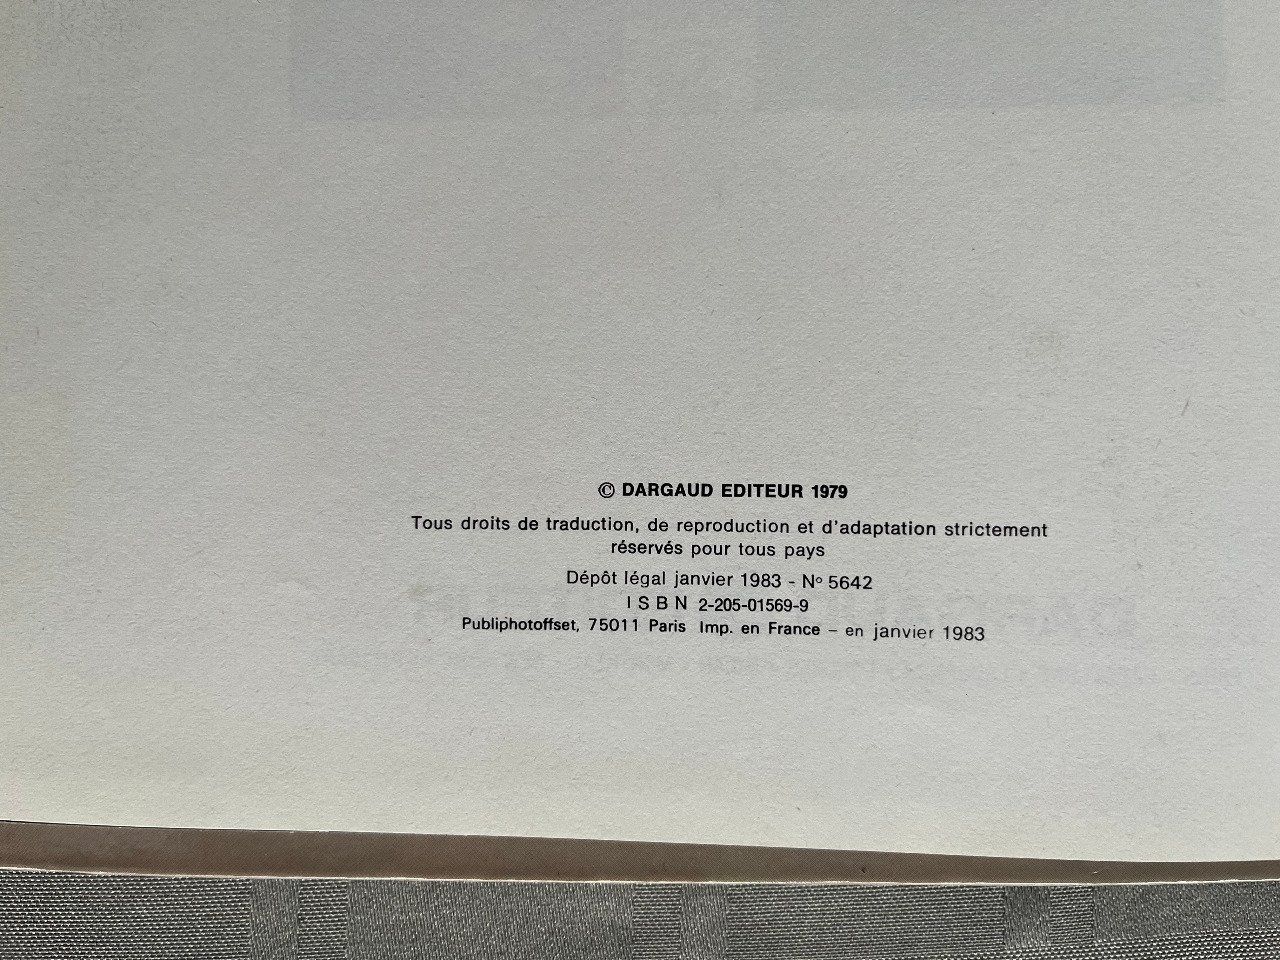 © DARGAUD EDITEUR 1979
Tous droits de traduction, de reproduction et d'adaptation strictement
réservés pour tous pays
Dépôt légal janvier 1983 - Nº 5642
I S B N 2-205-01569-9
Publiphotoffset, 75011 Paris Imp. en France – en janvier 1983